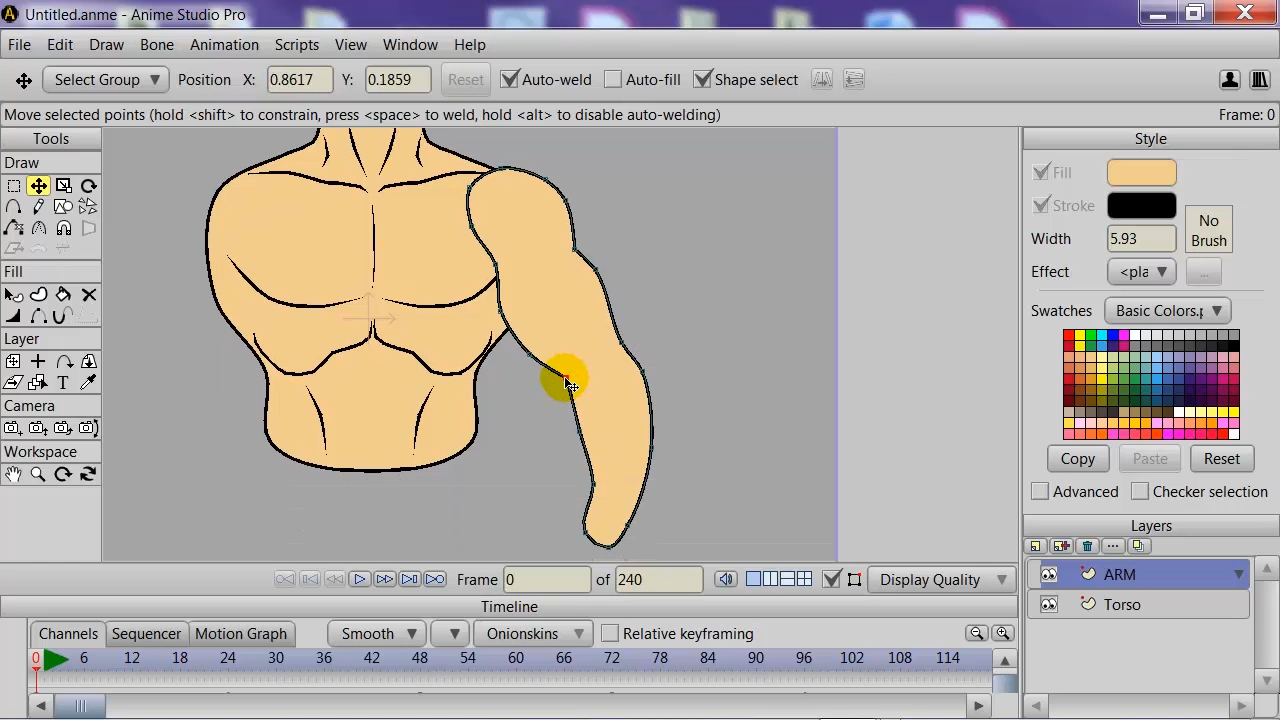 Untitled.anme - Anime Studio Pro
File Edit Draw Bone Animation Scripts View Window Help
Select Group Position X: 0.8617 Y: 0.1859 Reset Auto-weld Auto-fill Shape select
Move selected points (hold <shift> to constrain, press <space> to weld, hold <alt> to disable auto-welding) Frame: 0
Tools
Draw
Fill
Layer
Camera
Workspace
Style
Fill
Stroke
No Brush
Width 5.93
Effect <pla ...
Swatches Basic Colors.p
Copy Paste Reset
Advanced Checker selection
Layers
ARM
Torso
Frame 0 of 240 Display Quality
Timeline
Channels Sequencer Motion Graph Smooth Onionskins Relative keyframing
0 6 12 18 24 30 36 42 48 54 60 66 72 78 84 90 96 102 108 114